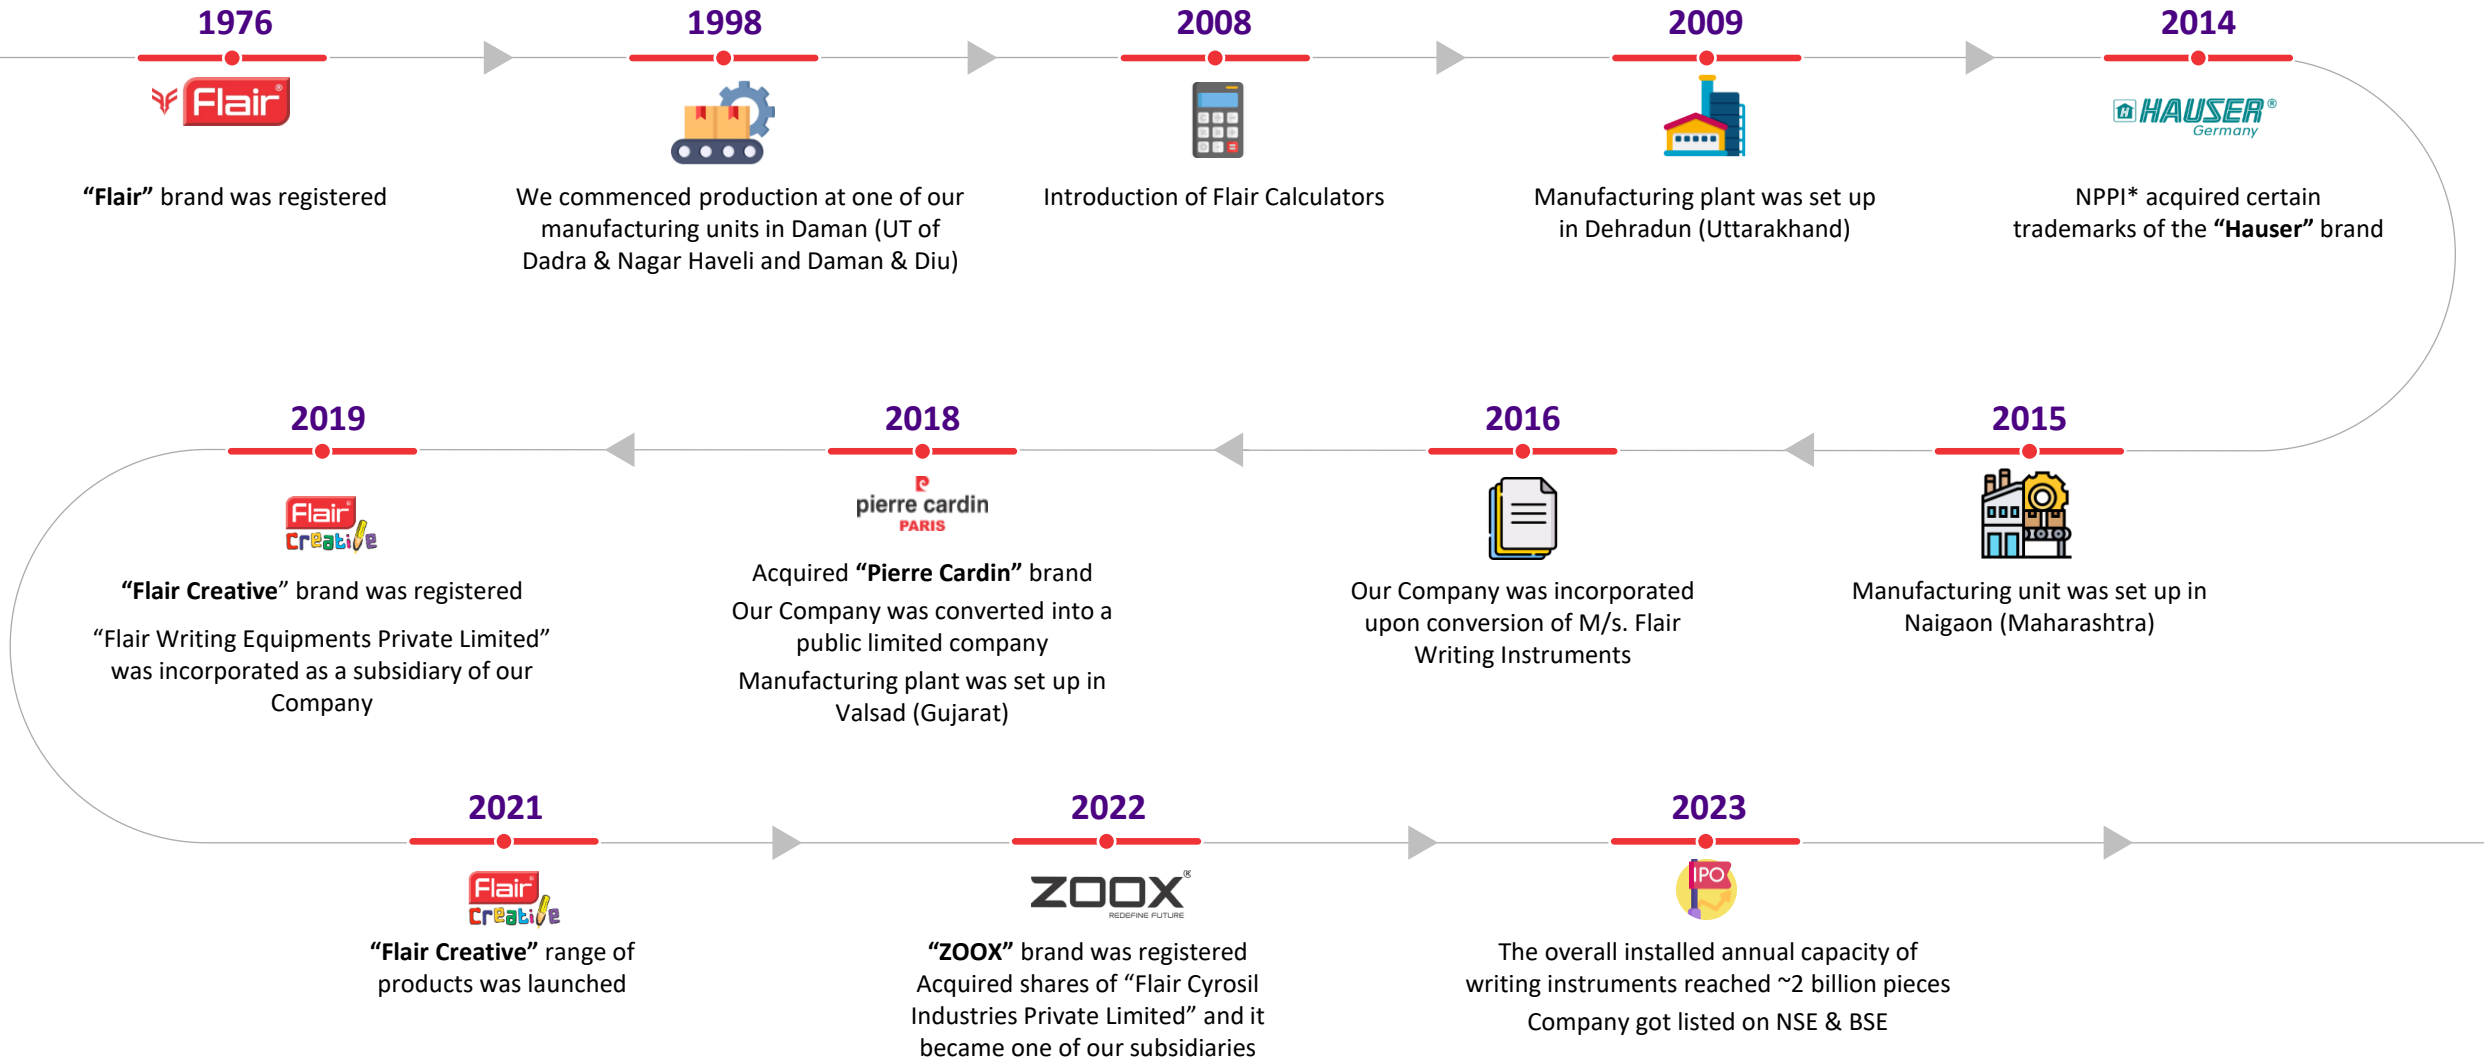 1976
1998
2008
2009
2014
Flair®
HAUSER®
Germany
“Flair” brand was registered
We commenced production at one of our
manufacturing units in Daman (UT of
Dadra & Nagar Haveli and Daman & Diu)
Introduction of Flair Calculators
Manufacturing plant was set up
in Dehradun (Uttarakhand)
NPPI* acquired certain
trademarks of the “Hauser” brand
2019
2018
2016
2015
Flair
Creative
pierre cardin
PARIS
“Flair Creative” brand was registered
“Flair Writing Equipments Private Limited”
was incorporated as a subsidiary of our
Company
Acquired “Pierre Cardin” brand
Our Company was converted into a
public limited company
Manufacturing plant was set up in
Valsad (Gujarat)
Our Company was incorporated
upon conversion of M/s. Flair
Writing Instruments
Manufacturing unit was set up in
Naigaon (Maharashtra)
2021
2022
2023
Flair
Creative
ZOOX®
REDEFINE FUTURE
IPO
“Flair Creative” range of
products was launched
“ZOOX” brand was registered
Acquired shares of “Flair Cyrosil
Industries Private Limited” and it
became one of our subsidiaries
The overall installed annual capacity of
writing instruments reached ~2 billion pieces
Company got listed on NSE & BSE